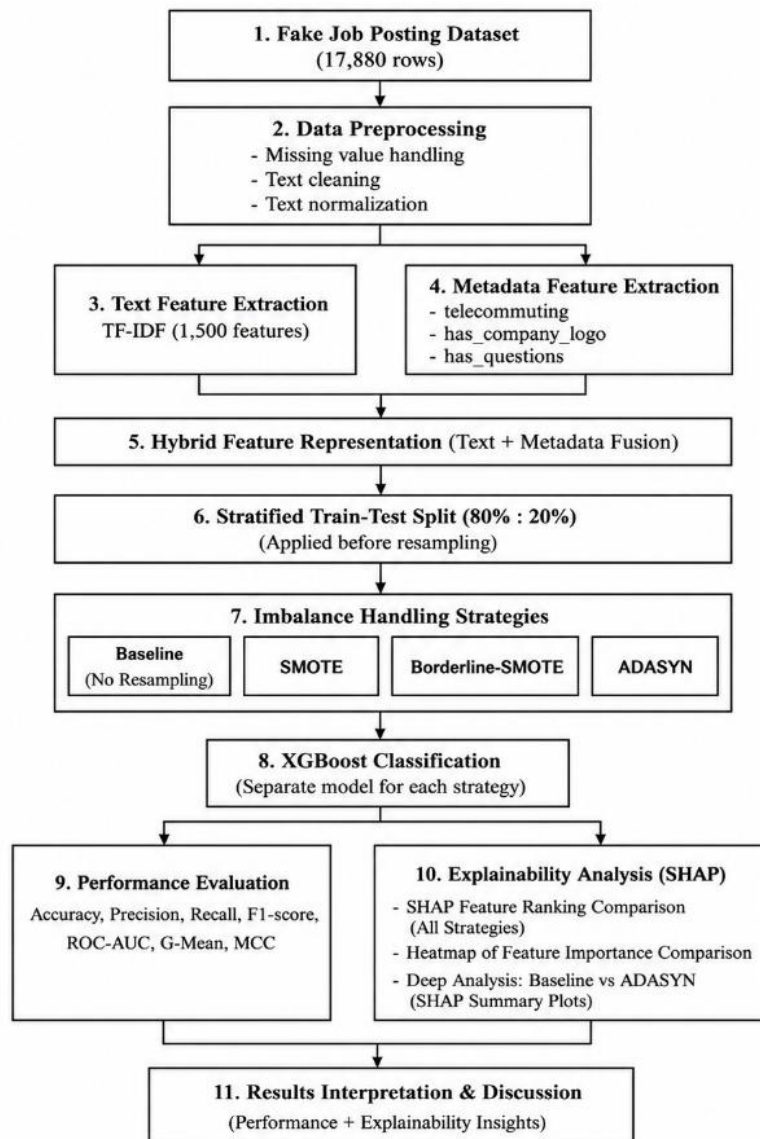 1. Fake Job Posting Dataset
(17,880 rows)
2. Data Preprocessing
- Missing value handling
- Text cleaning
- Text normalization
3. Text Feature Extraction
TF-IDF (1,500 features)
4. Metadata Feature Extraction
- telecommuting
- has_company_logo
- has_questions
5. Hybrid Feature Representation (Text + Metadata Fusion)
6. Stratified Train-Test Split (80% : 20%)
(Applied before resampling)
7. Imbalance Handling Strategies
Baseline
(No Resampling)
SMOTE
Borderline-SMOTE
ADASYN
8. XGBoost Classification
(Separate model for each strategy)
9. Performance Evaluation
Accuracy, Precision, Recall, F1-score,
ROC-AUC, G-Mean, MCC
10. Explainability Analysis (SHAP)
- SHAP Feature Ranking Comparison
(All Strategies)
- Heatmap of Feature Importance Comparison
- Deep Analysis: Baseline vs ADASYN
(SHAP Summary Plots)
11. Results Interpretation & Discussion
(Performance + Explainability Insights)